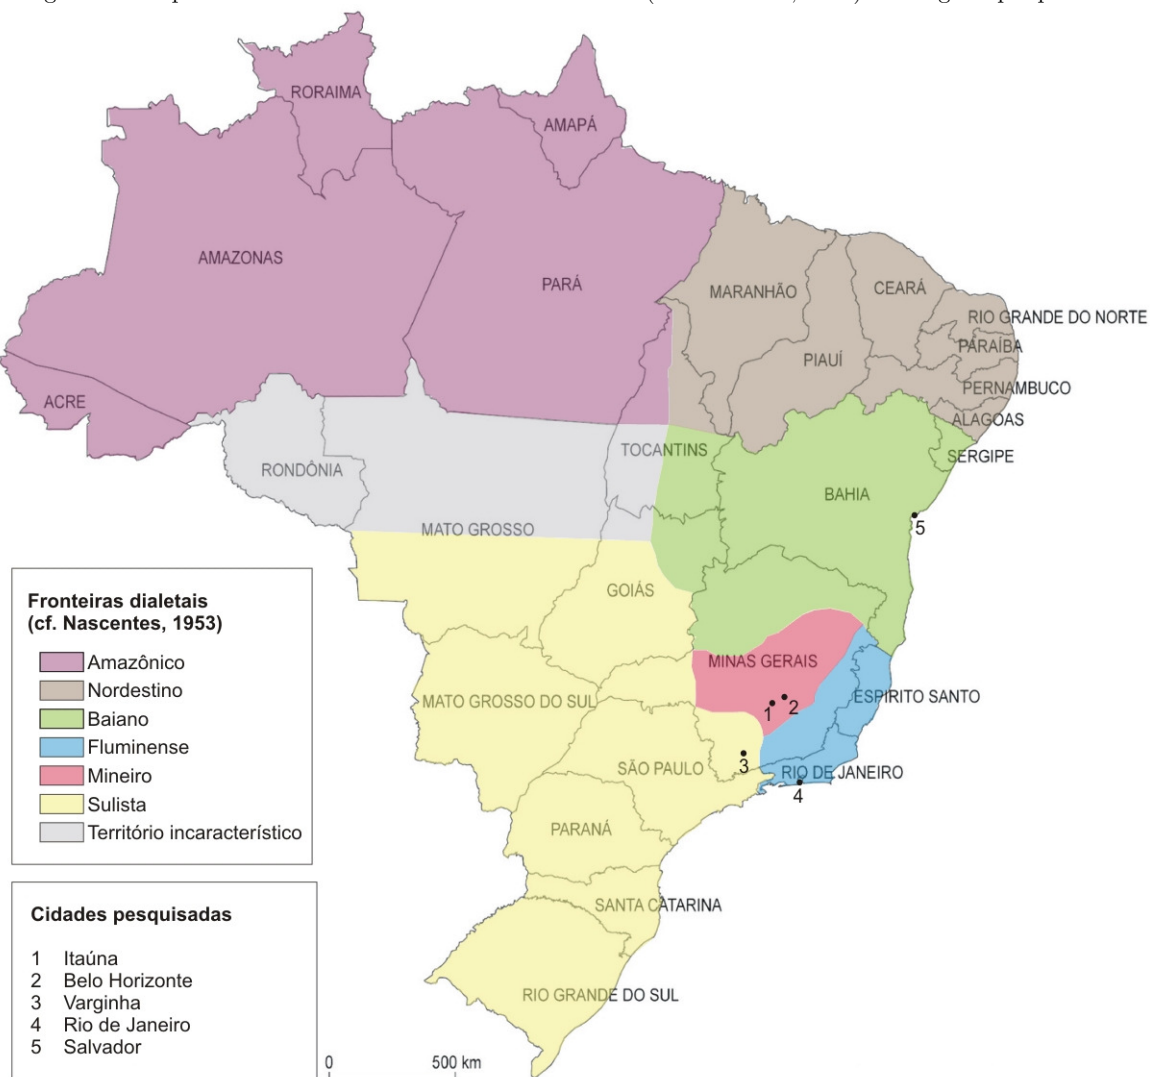 RORAIMA
AMAPÁ
AMAZONAS
PARÁ
MARANHÃO
CEARÁ
RIO GRANDE DO NORTE
PARAÍBA
PIAUÍ
PERNAMBUCO
ACRE
ALAGOAS
TOCANTINS
SERGIPE
RONDÔNIA
BAHIA
5
MATO GROSSO
GOIÁS
MINAS GERAIS
ESPIRITO SANTO
MATO GROSSO DO SUL
1
2
3
SÃO PAULO
RIO DE JANEIRO
4
PARANÁ
SANTA CATARINA
RIO GRANDE DO SUL
Fronteiras dialetais
(cf. Nascentes, 1953)
Amazônico
Nordestino
Baiano
Fluminense
Mineiro
Sulista
Território incaracterístico
Cidades pesquisadas
1 Itaúna
2 Belo Horizonte
3 Varginha
4 Rio de Janeiro
5 Salvador
0 500 km